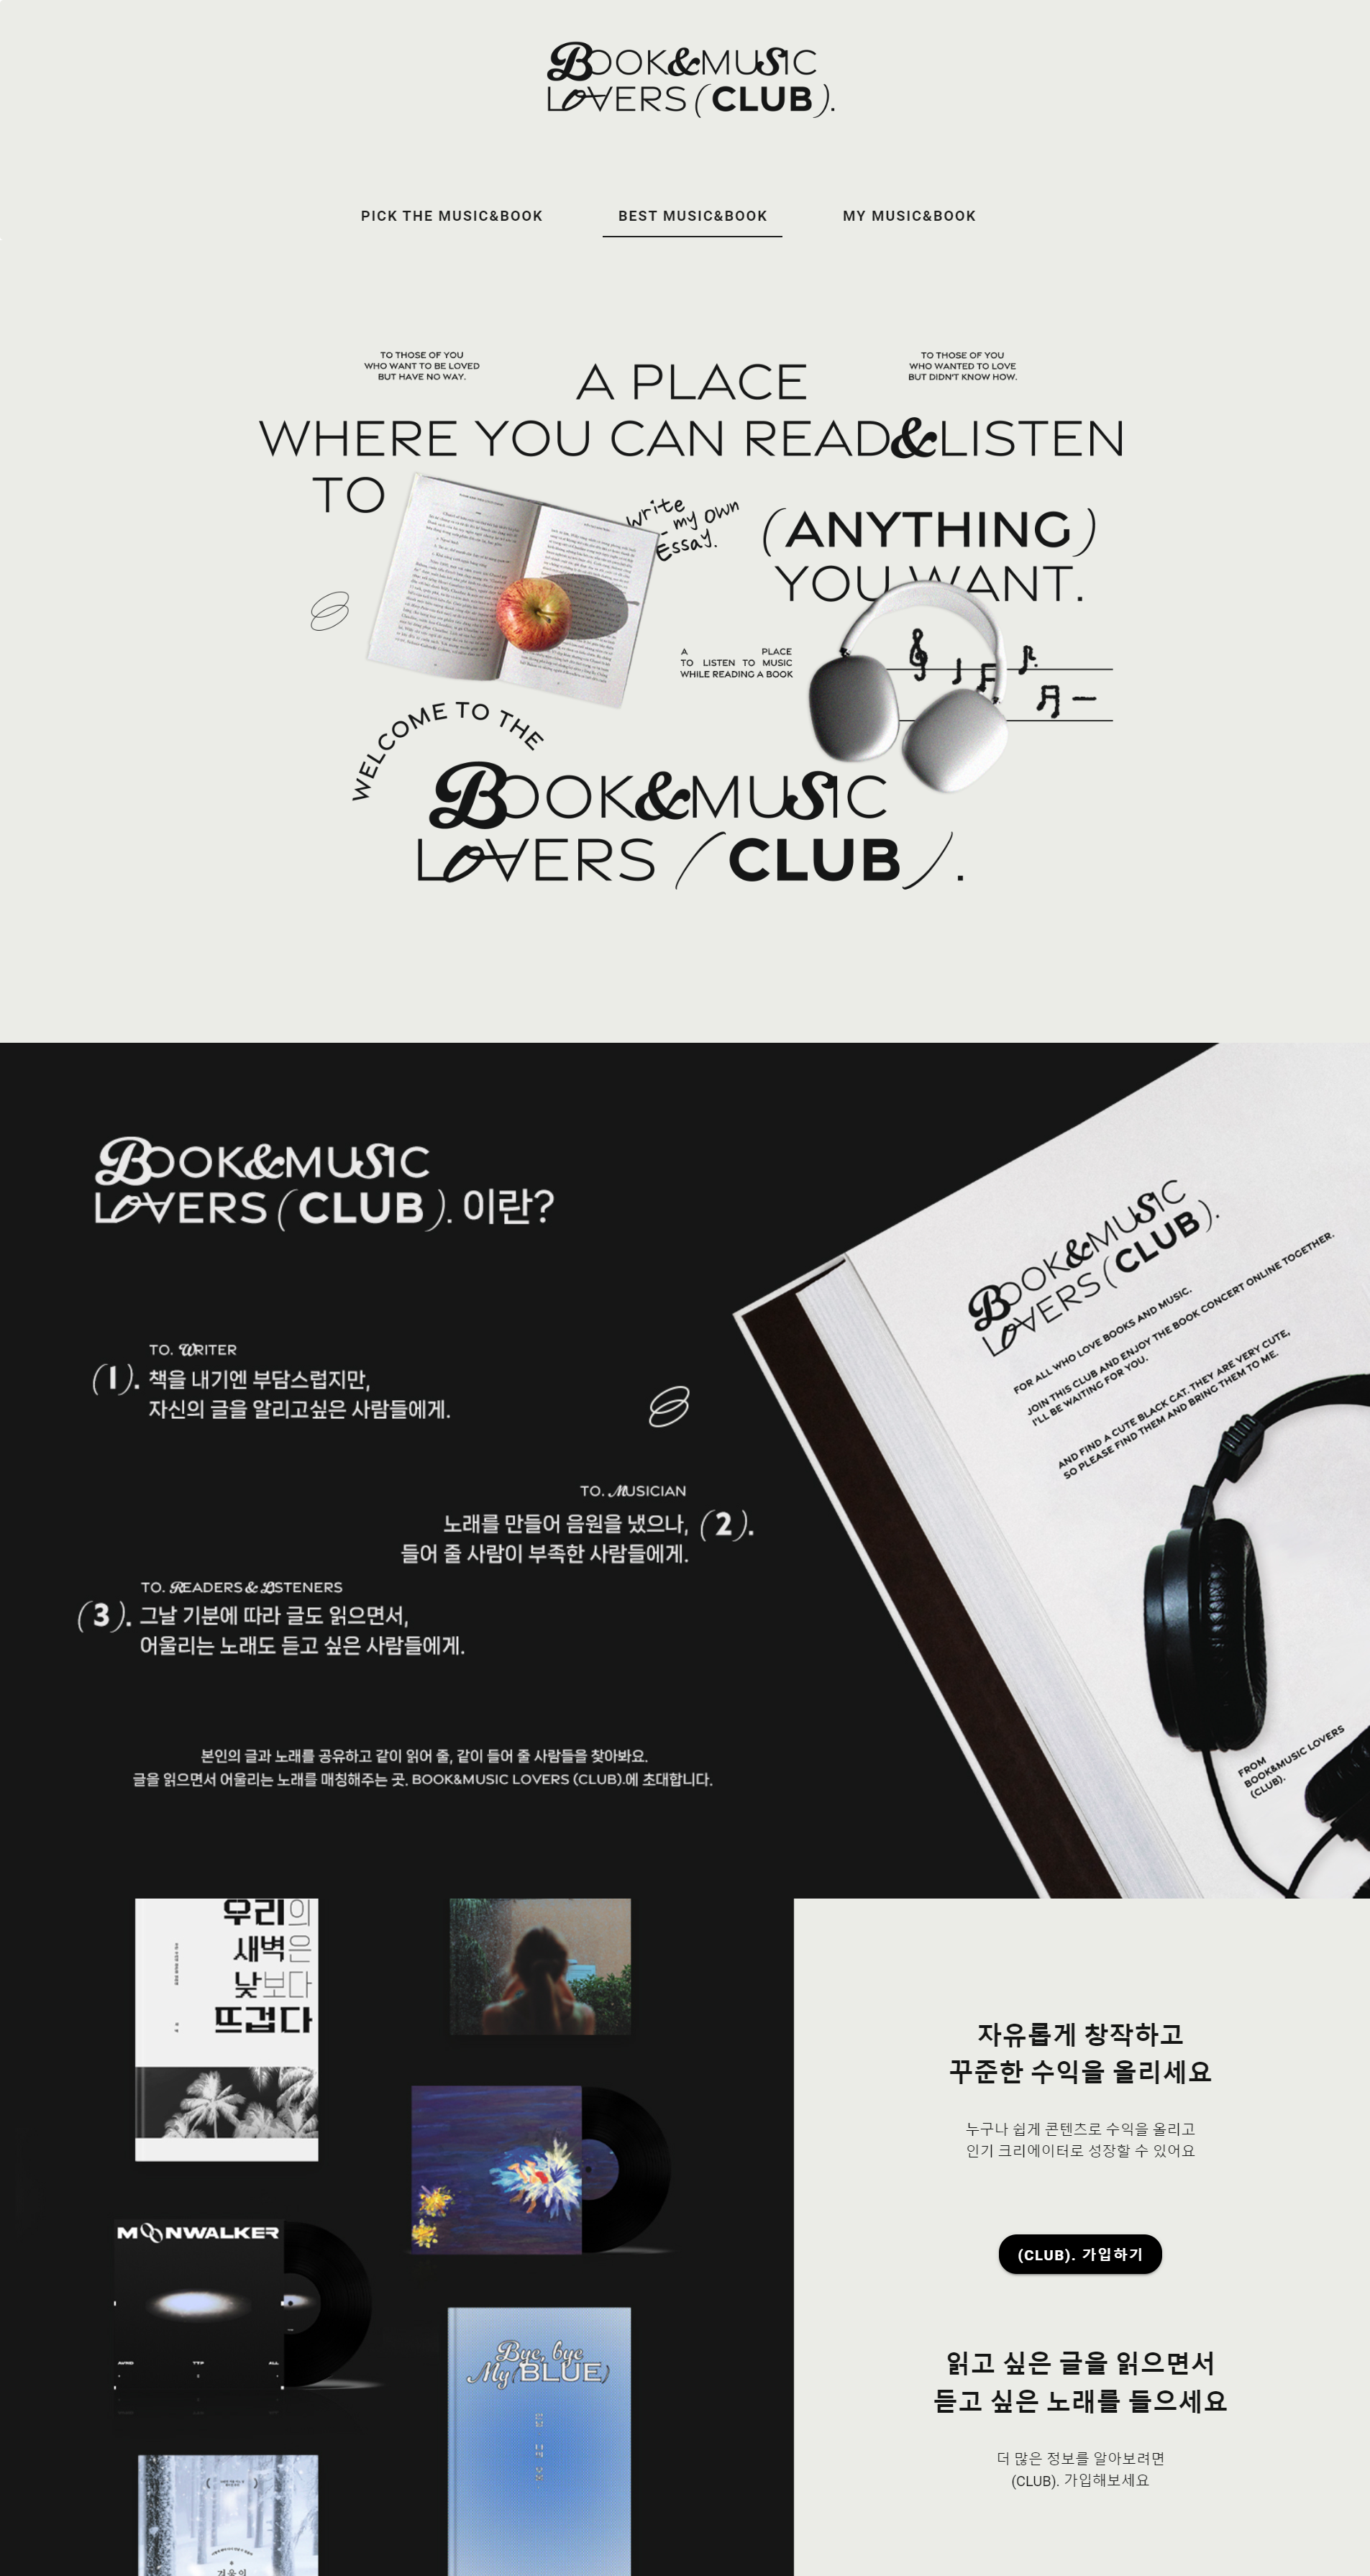 BOOK&MUSIC
LOVERS (CLUB).
PICK THE MUSIC&BOOK
BEST MUSIC&BOOK
MY MUSIC&BOOK
TO THOSE OF YOU
WHO WANT TO BE LOVED
BUT HAVE NO WAY.
TO THOSE OF YOU
WHO WANTED TO LOVE
BUT DIDN'T KNOW HOW.
A PLACE
WHERE YOU CAN READ&LISTEN
TO
write
- my own
Essay.
(ANYTHING)
YOU WANT.
A PLACE
TO LISTEN TO MUSIC
WHILE READING A BOOK
WELCOME TO THE
BOOK&MUSIC
LOVERS (CLUB).
BOOK&MUSIC
LOVERS (CLUB). 이란?
TO. WRITER
(1). 책을 내기엔 부담스럽지만,
자신의 글을 알리고싶은 사람들에게.
TO. MUSICIAN
노래를 만들어 음원을 냈으나, (2).
들어 줄 사람이 부족한 사람들에게.
TO. READERS & LISTENERS
(3). 그날 기분에 따라 글도 읽으면서,
어울리는 노래도 듣고 싶은 사람들에게.
본인의 글과 노래를 공유하고 같이 읽어 줄, 같이 들어 줄 사람들을 찾아봐요.
글을 읽으면서 어울리는 노래를 매칭해주는 곳. BOOK&MUSIC LOVERS (CLUB).에 초대합니다.
BOOK&MUSIC
LOVERS (CLUB).
FOR ALL WHO LOVE BOOKS AND MUSIC.
JOIN THIS CLUB AND ENJOY THE BOOK CONCERT ONLINE TOGETHER.
I'LL BE WAITING FOR YOU.
AND FIND A CUTE BLACK CAT. THEY ARE VERY CUTE,
SO PLEASE FIND THEM AND BRING THEM TO ME.
FROM
BOOK&MUSIC LOVERS
(CLUB).
우리의
새벽은
낮보다
뜨겁다
MOONWALKER
Bye, bye
My (BLUE)
겨울의
자유롭게 창작하고
꾸준한 수익을 올리세요
누구나 쉽게 콘텐츠로 수익을 올리고
인기 크리에이터로 성장할 수 있어요
(CLUB). 가입하기
읽고 싶은 글을 읽으면서
듣고 싶은 노래를 들으세요
더 많은 정보를 알아보려면
(CLUB). 가입해보세요